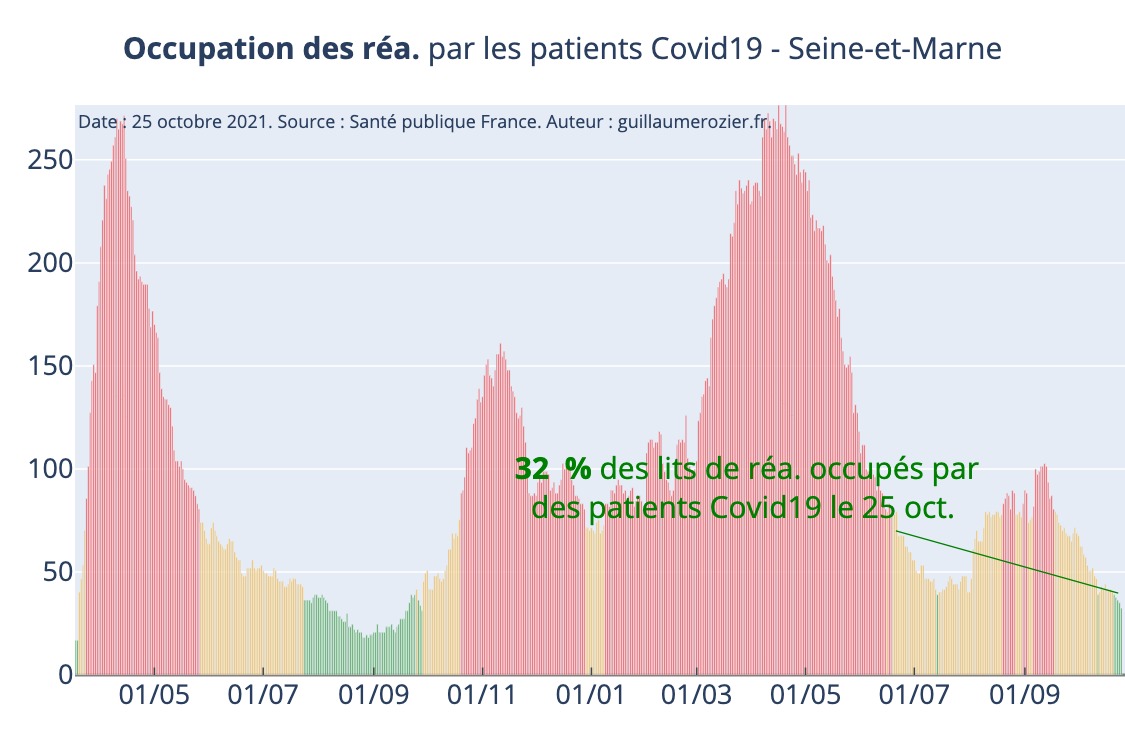 Occupation des réa. par les patients Covid19 - Seine-et-Marne
Date : 25 octobre 2021. Source : Santé publique France. Auteur : guillaumerozier.fr.
250
200
150
100
50
0
32 % des lits de réa. occupés par
des patients Covid19 le 25 oct.
01/05 01/07 01/09 01/11 01/01 01/03 01/05 01/07 01/09